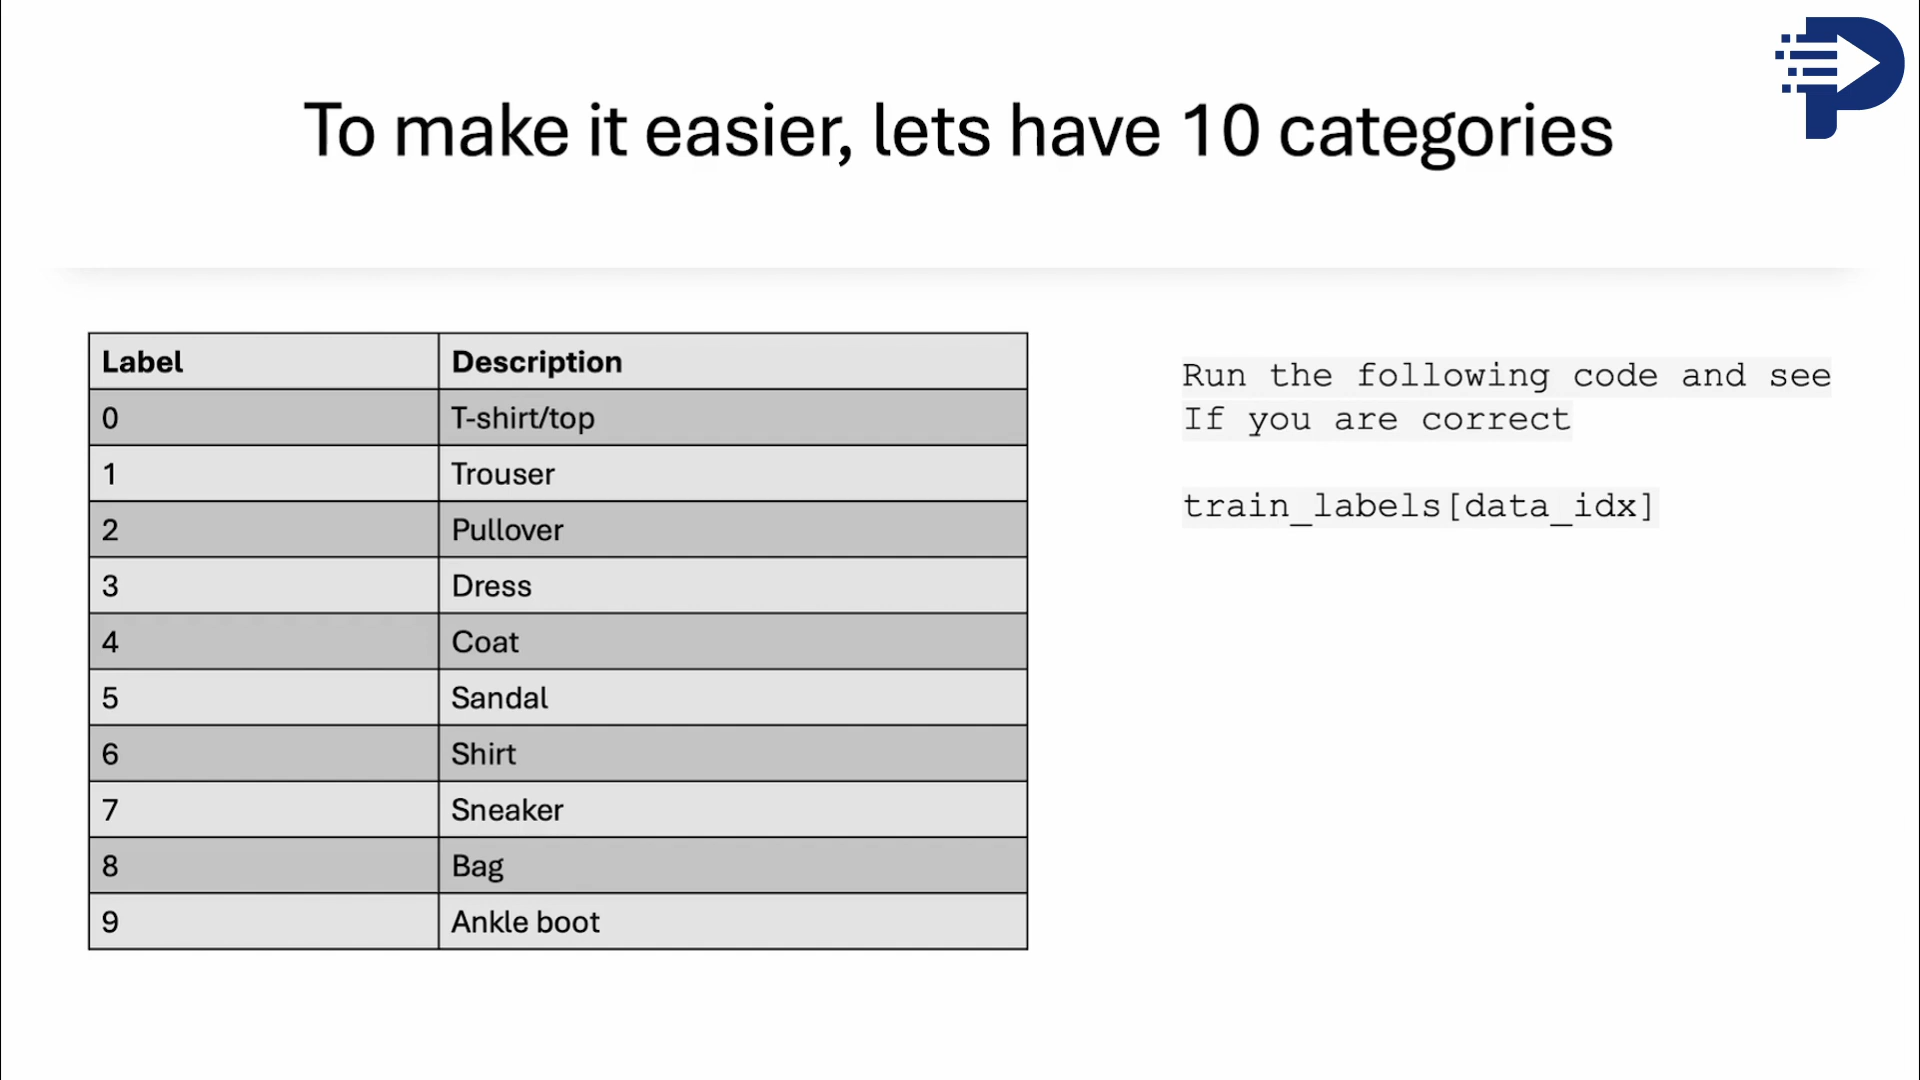 To make it easier, lets have 10 categories
Label Description
0 T-shirt/top
1 Trouser
2 Pullover
3 Dress
4 Coat
5 Sandal
6 Shirt
7 Sneaker
8 Bag
9 Ankle boot
Run the following code and see
If you are correct
train_labels[data_idx]